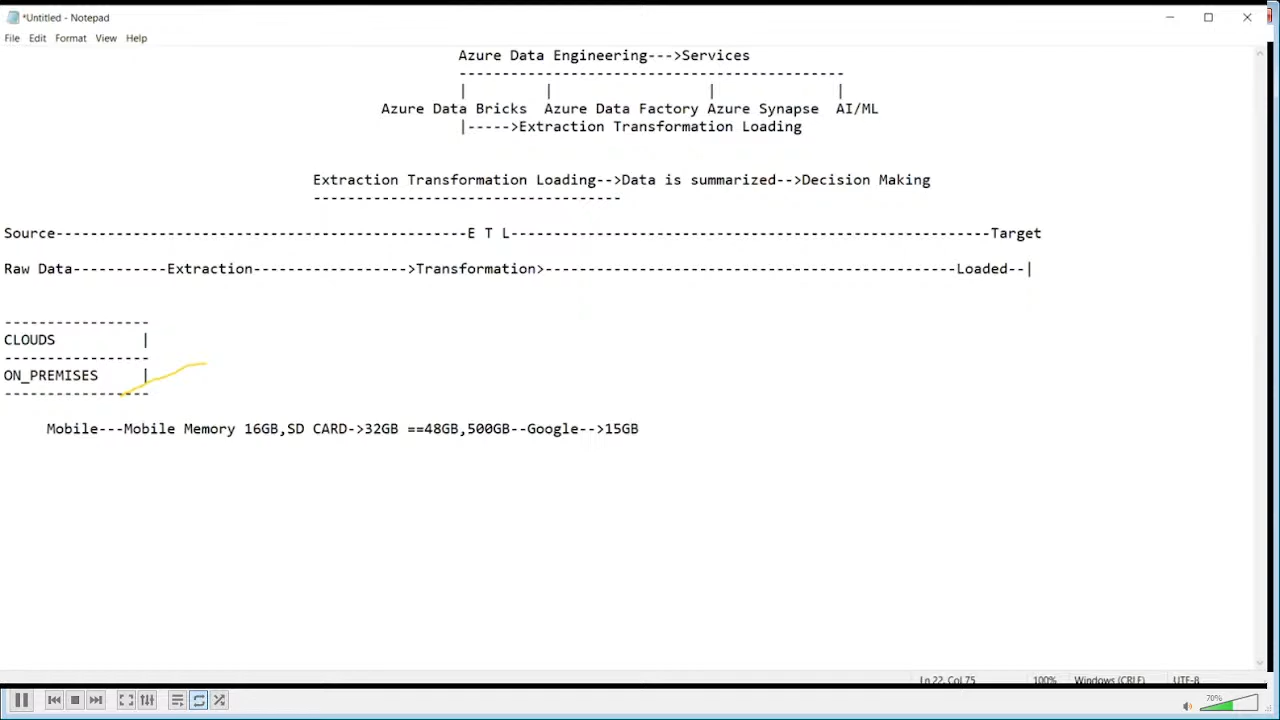 *Untitled - Notepad
File Edit Format View Help
Azure Data Engineering--->Services
---------------------------------------------
| | | |
Azure Data Bricks Azure Data Factory Azure Synapse AI/ML
|----->Extraction Transformation Loading
Extraction Transformation Loading-->Data is summarized-->Decision Making
------------------------------------
Source------------------------------------------------E T L--------------------------------------------------------Target
Raw Data-----------Extraction------------------>Transformation>------------------------------------------------Loaded--|
-----------------
CLOUDS |
-----------------
ON_PREMISES |
-----------------
Mobile---Mobile Memory 16GB,SD CARD->32GB ==48GB,500GB--Google-->15GB
Ln 22, Col 75 100% Windows (CRLF) UTF-8
70%